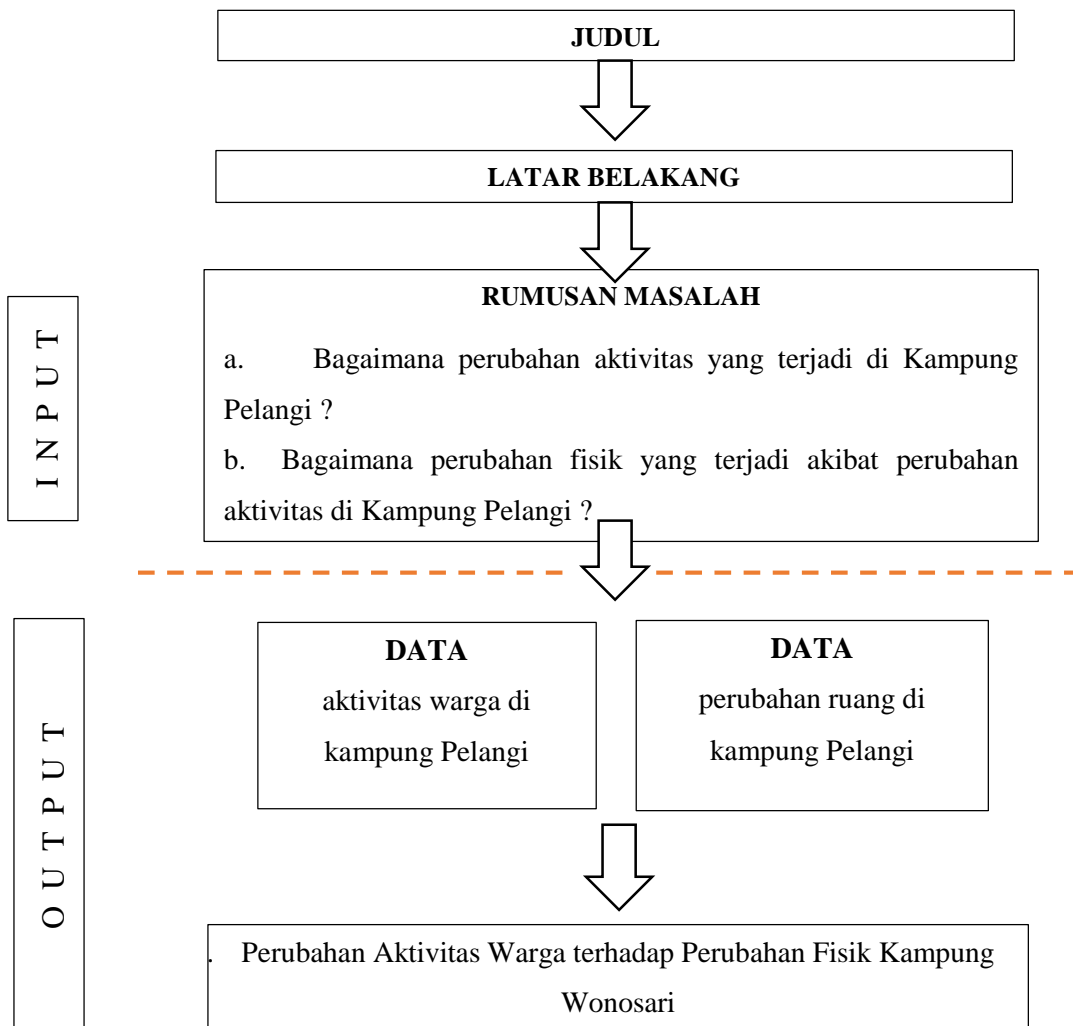 JUDUL
LATAR BELAKANG
INPUT
RUMUSAN MASALAH
a. Bagaimana perubahan aktivitas yang terjadi di Kampung
Pelangi ?
b. Bagaimana perubahan fisik yang terjadi akibat perubahan
aktivitas di Kampung Pelangi ?
OUTPUT
DATA
aktivitas warga di
kampung Pelangi
DATA
perubahan ruang di
kampung Pelangi
. Perubahan Aktivitas Warga terhadap Perubahan Fisik Kampung
Wonosari